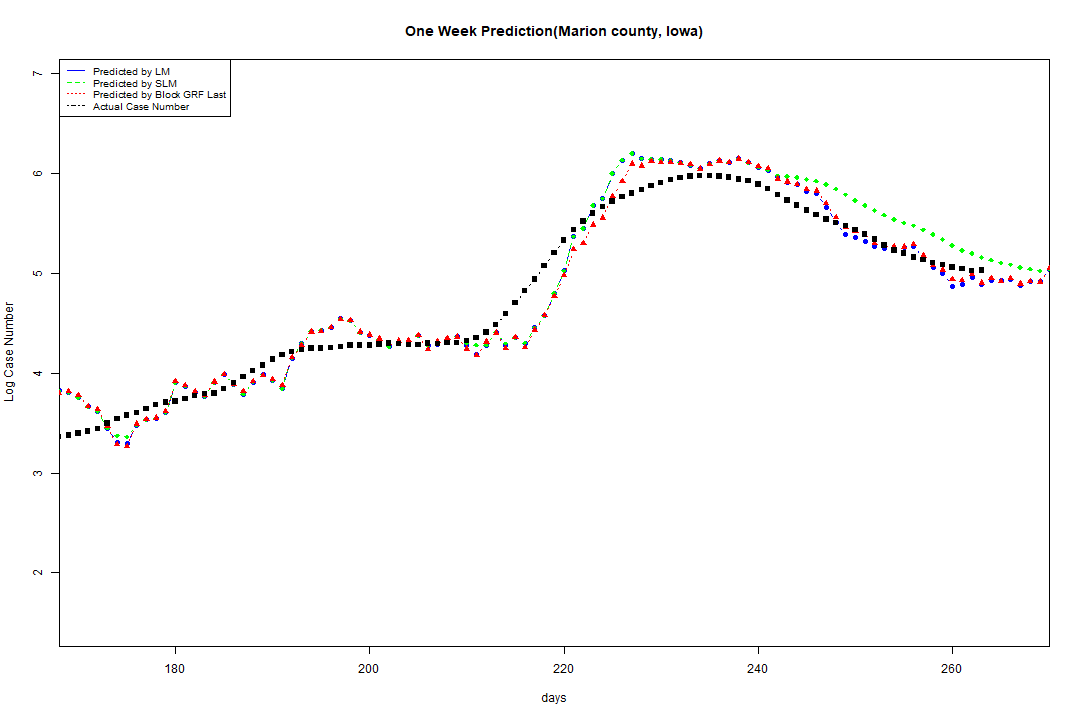 One Week Prediction(Marion county, Iowa)
Predicted by LM
Predicted by SLM
Predicted by Block GRF Last
Actual Case Number
7
6
5
4
3
2
Log Case Number
180
200
220
240
260
days